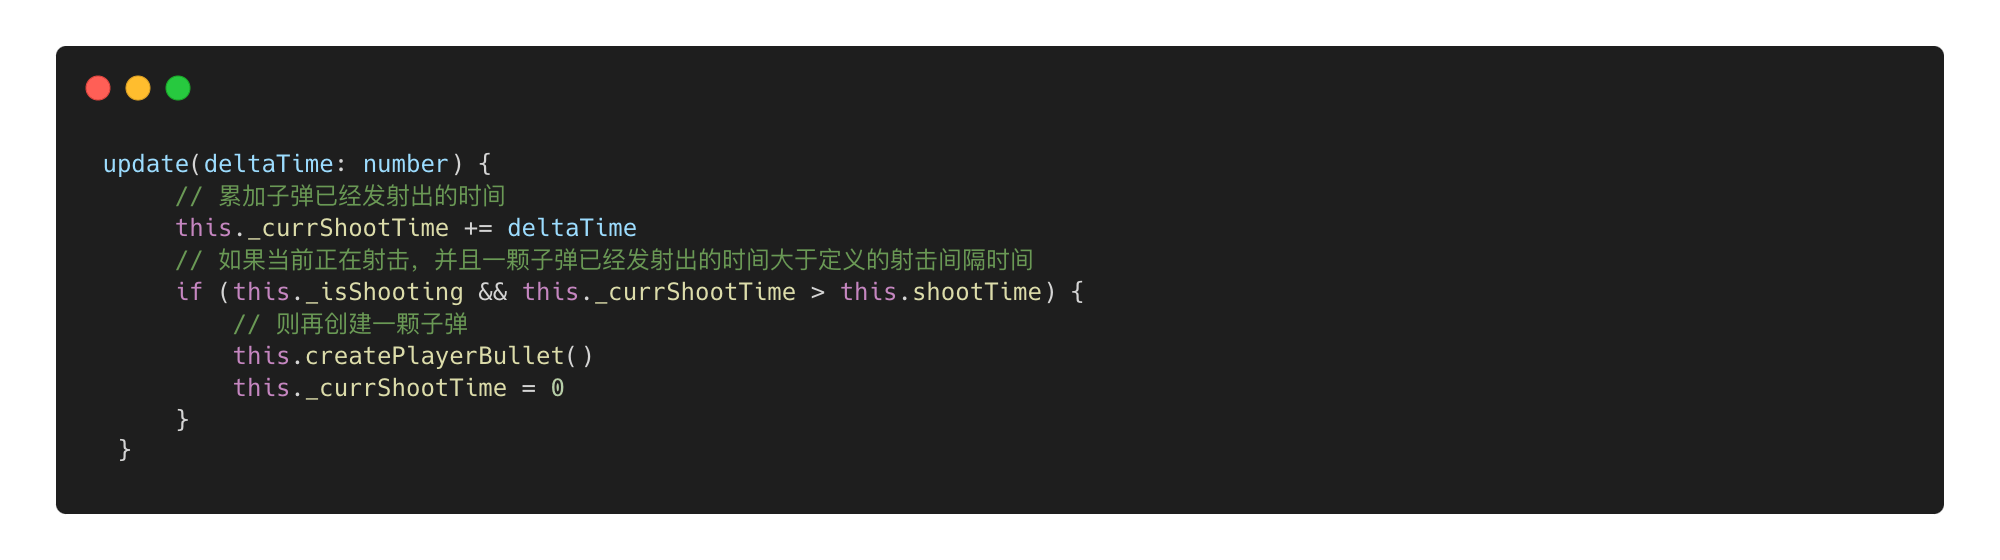 update(deltaTime: number) {
// 累加子弹已经发射出的时间
this._currShootTime += deltaTime
// 如果当前正在射击，并且一颗子弹已经发射出的时间大于定义的射击间隔时间
if (this._isShooting && this._currShootTime > this.shootTime) {
// 则再创建一颗子弹
this.createPlayerBullet()
this._currShootTime = 0
}
}